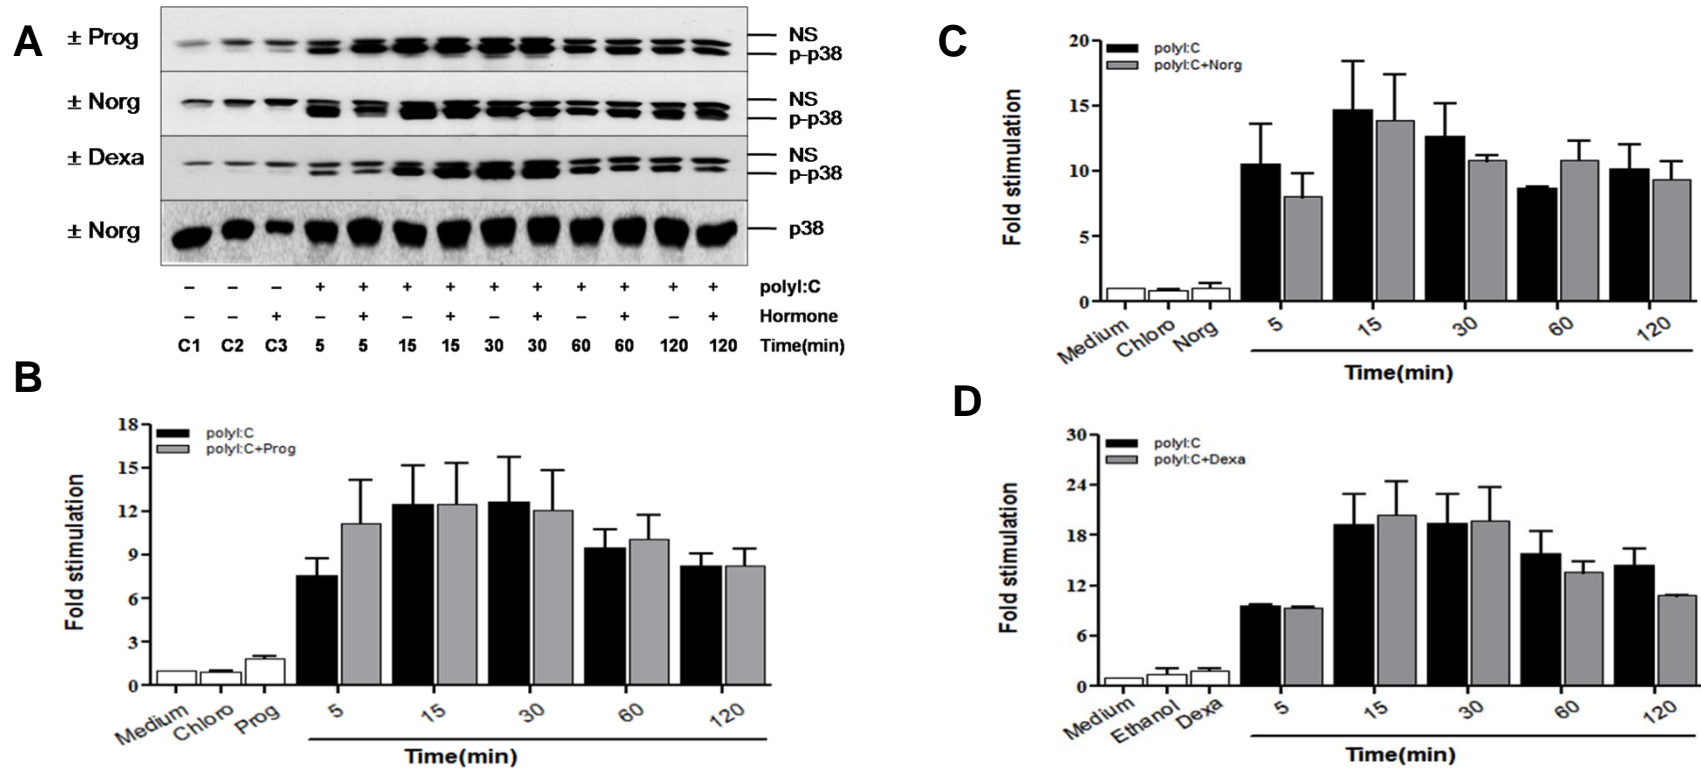 A
± Prog
NS
p-p38
± Norg
NS
p-p38
± Dexa
NS
p-p38
± Norg
p38
– – – + + + + + + + + + + polyI:C
– – + – + – + – + – + – + Hormone
C1 C2 C3 5 5 15 15 30 30 60 60 120 120 Time(min)
B
18
15
12
9
6
3
0
Fold stimulation
polyI:C
polyI:C+Prog
Medium Chloro Prog 5 15 30 60 120
Time(min)
C
20
15
10
5
0
Fold stimulation
polyI:C
polyI:C+Norg
Medium Chloro Norg 5 15 30 60 120
Time(min)
D
30
24
18
12
6
0
Fold stimulation
polyI:C
polyI:C+Dexa
Medium Ethanol Dexa 5 15 30 60 120
Time(min)